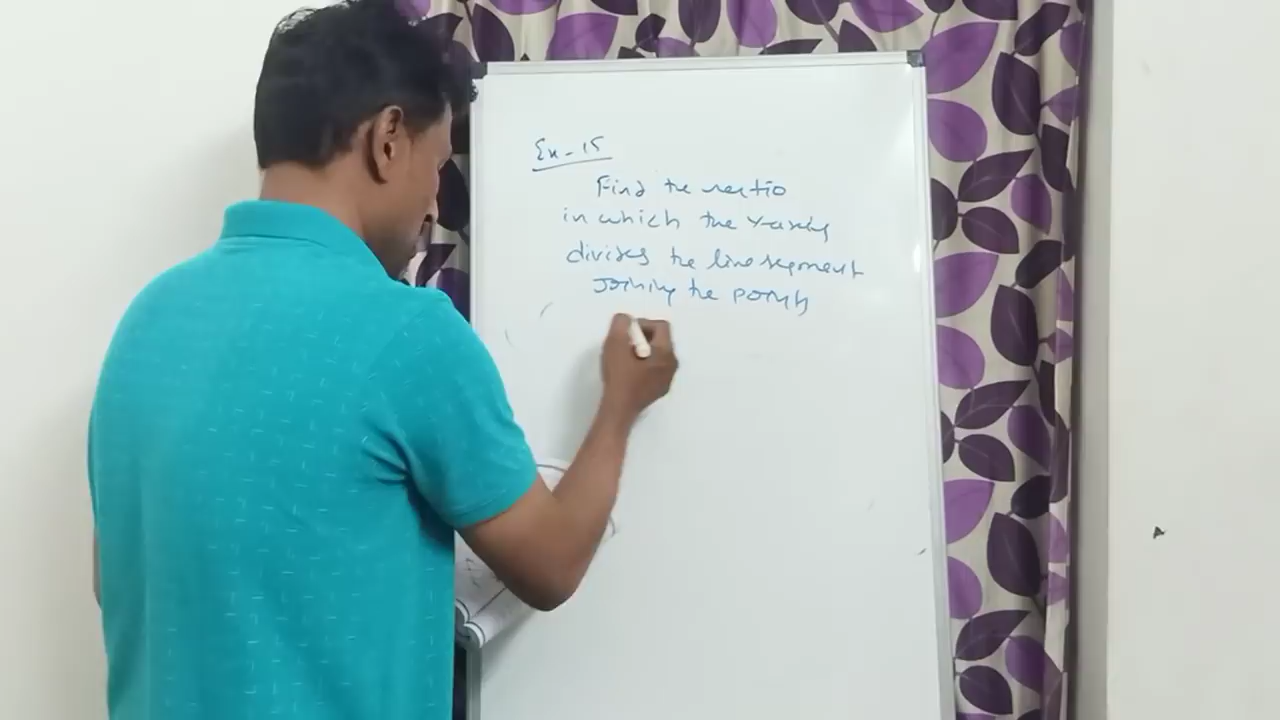 Ex-15
Find the ratio
in which the Y-axis
divides the line segment
Joining the points